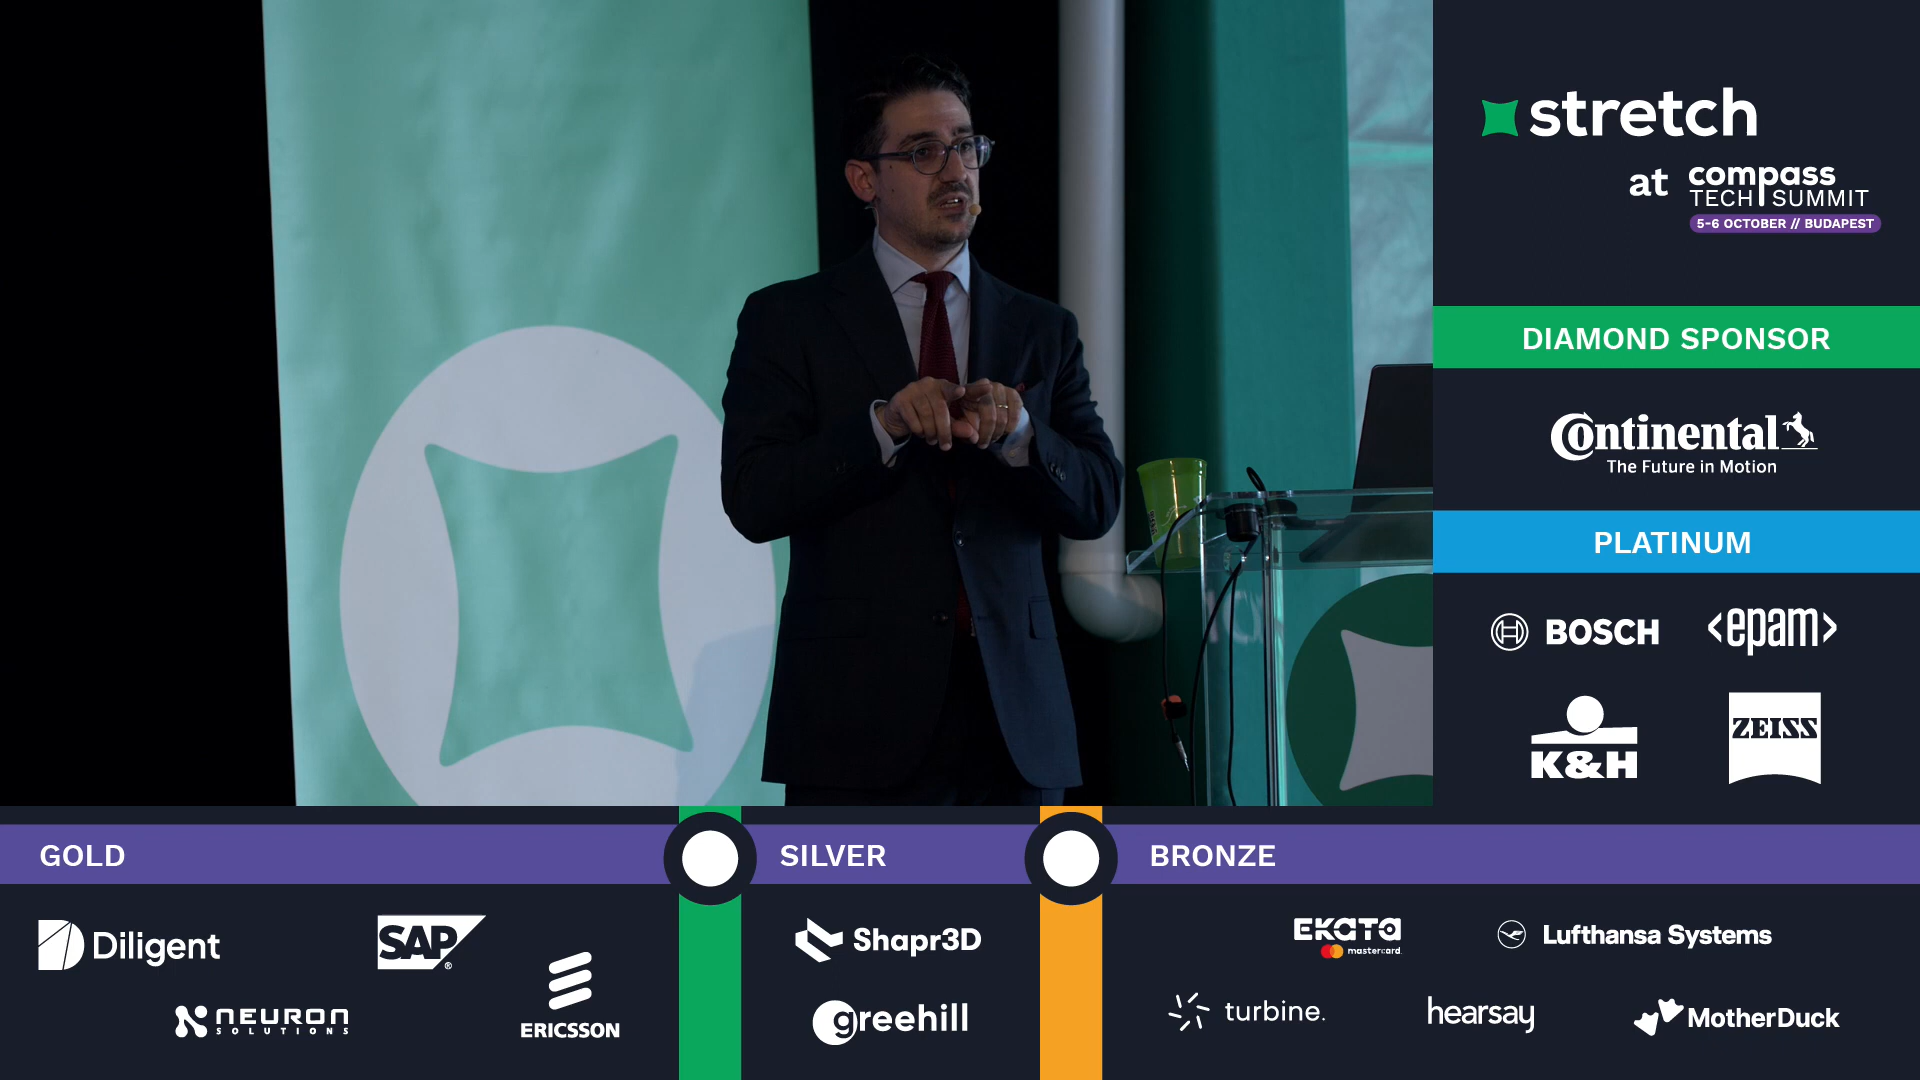 stretch
at
compass
TECH SUMMIT
5-6 OCTOBER // BUDAPEST
DIAMOND SPONSOR
Continental
The Future in Motion
PLATINUM
BOSCH
<epam>
K&H
ZEISS
GOLD
SILVER
BRONZE
Diligent
SAP
®
NEURON
SOLUTIONS
ERICSSON
Shapr3D
greehill
EKATA
mastercard.
Lufthansa Systems
turbine.
hearsay
MotherDuck